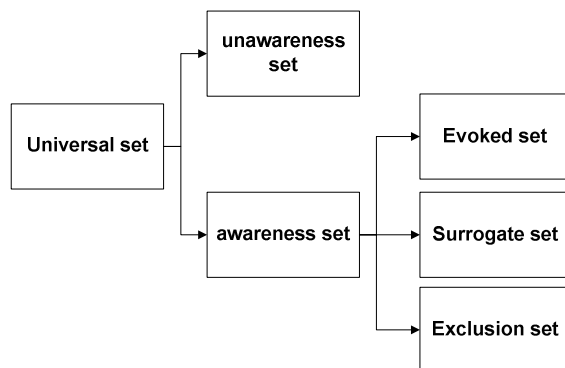 unawareness
set
Universal set
Evoked set
awareness set
Surrogate set
Exclusion set